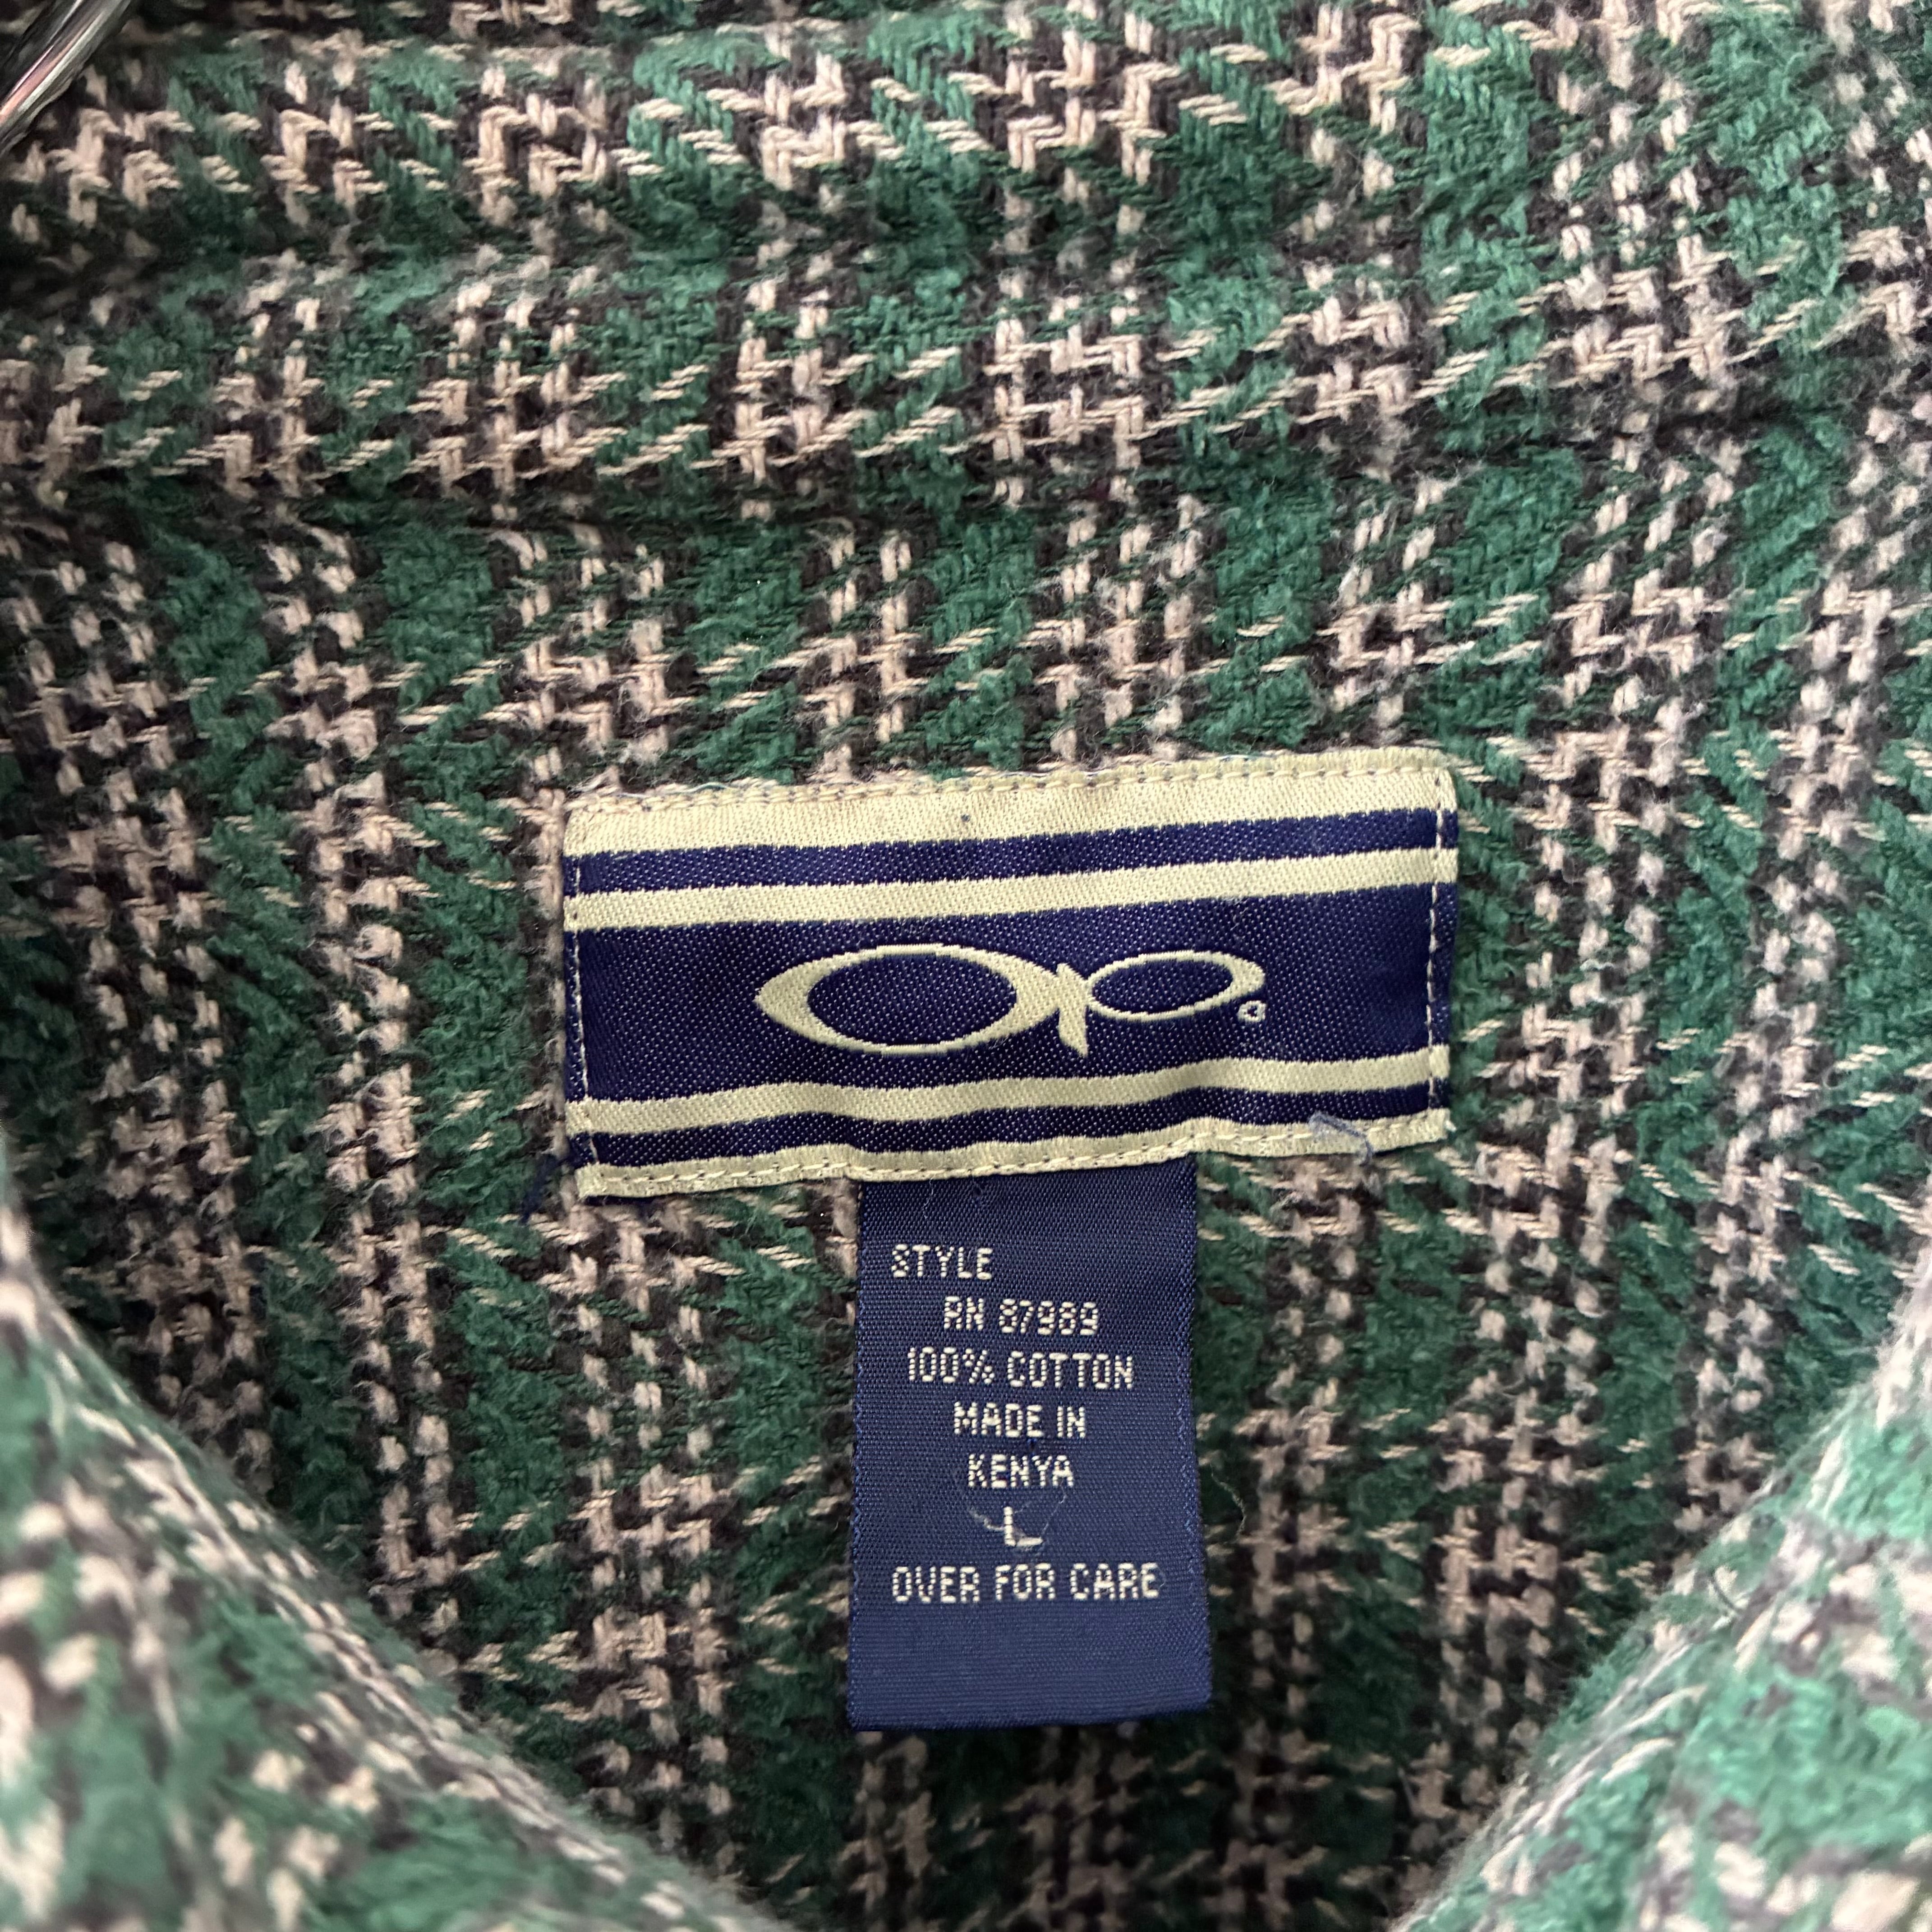 Op
STYLE
RN 87989
100% COTTON
MADE IN
KENYA
L
OVER FOR CARE